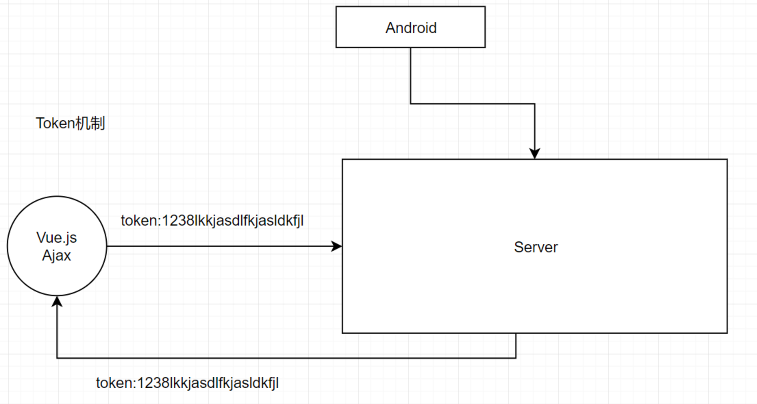 Android
Token机制
token:1238lkkjasdlfkjasldkfjl
Vue.js
Ajax
Server
token:1238lkkjasdlfkjasldkfjl